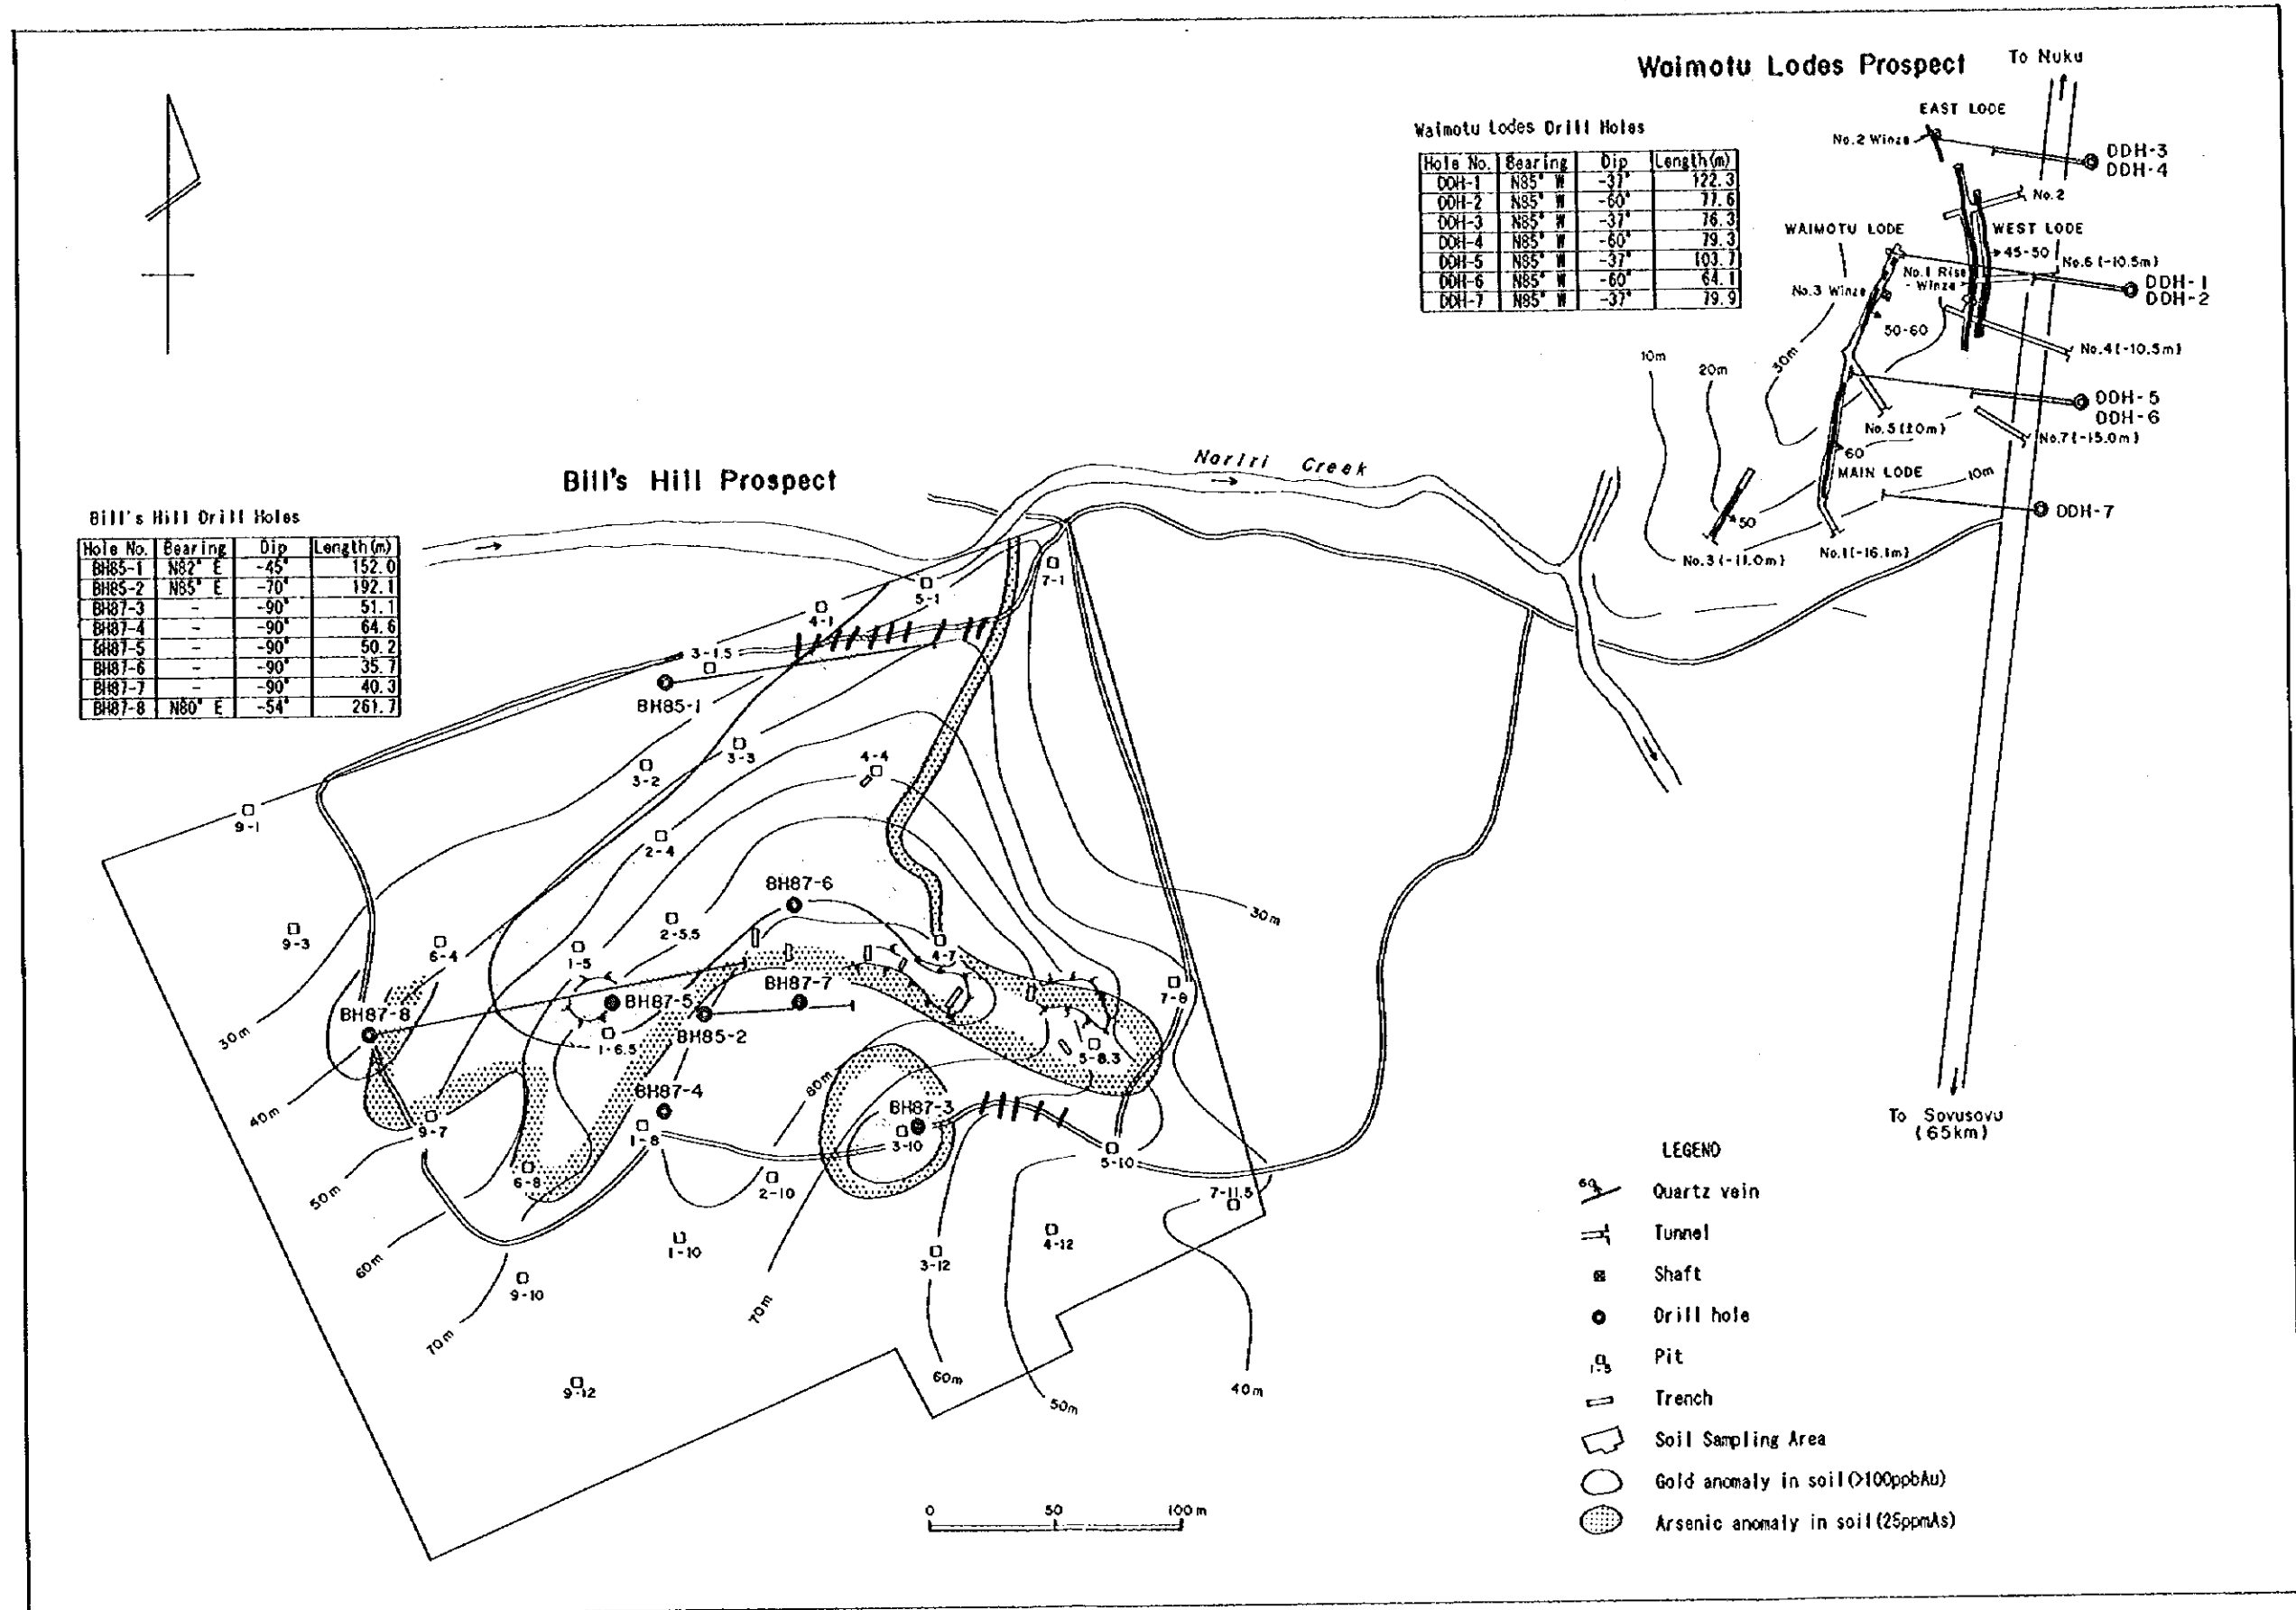 Waimotu Lodes Prospect
To Nuku
Waimotu Lodes Drill Holes
Hole No. Bearing Dip Length(m)
DDH-1 N85° W -37° 122.3
DDH-2 N85° W -60° 77.6
DDH-3 N85° W -37° 76.3
DDH-4 N85° W -60° 79.3
DDH-5 N85° W -37° 103.7
DDH-6 N85° W -60° 64.1
DDH-7 N85° W -37° 79.9
EAST LODE
No.2 Winze
DDH-3
DDH-4
No.2
WAIMOTU LODE
WEST LODE
45-50
No.6 (-10.5m)
No.1 Rise
- Winze
No.3 Winze
DDH-1
DDH-2
50-60
No.4 (-10.5m)
10m
20m
30m
DDH-5
DDH-6
No.5 (±0m)
No.7 (-15.0m)
60
MAIN LODE
10m
50
DDH-7
No.3 (-11.0m)
No.1 (-16.1m)
Nariri Creek
Bill's Hill Prospect
Bill's Hill Drill Holes
Hole No. Bearing Dip Length(m)
BH85-1 N82° E -45° 152.0
BH85-2 N85° E -70° 192.1
BH87-3 - -90° 51.1
BH87-4 - -90° 64.6
BH87-5 - -90° 50.2
BH87-6 - -90° 35.7
BH87-7 - -90° 40.3
BH87-8 N80° E -54° 261.7
7-1
5-1
4-1
3-1.5
BH85-1
3-3
3-2
4-4
9-1
2-4
BH87-6
30m
9-3
6-4
2-5.5
1-5
4-7
BH87-7
7-8
BH87-5
BH87-8
BH85-2
30m
1-6.5
5-8.3
80m
BH87-4
40m
BH87-3
9-7
1-8
3-10
5-10
6-8
2-10
50m
7-11.5
4-12
1-10
3-12
60m
9-10
70m
70m
60m
9-12
40m
50m
0 50 100m
To Savusavu
(65km)
LEGEND
60 Quartz vein
Tunnel
Shaft
Drill hole
1-5 Pit
Trench
Soil Sampling Area
Gold anomaly in soil (>100ppbAu)
Arsenic anomaly in soil (25ppmAs)